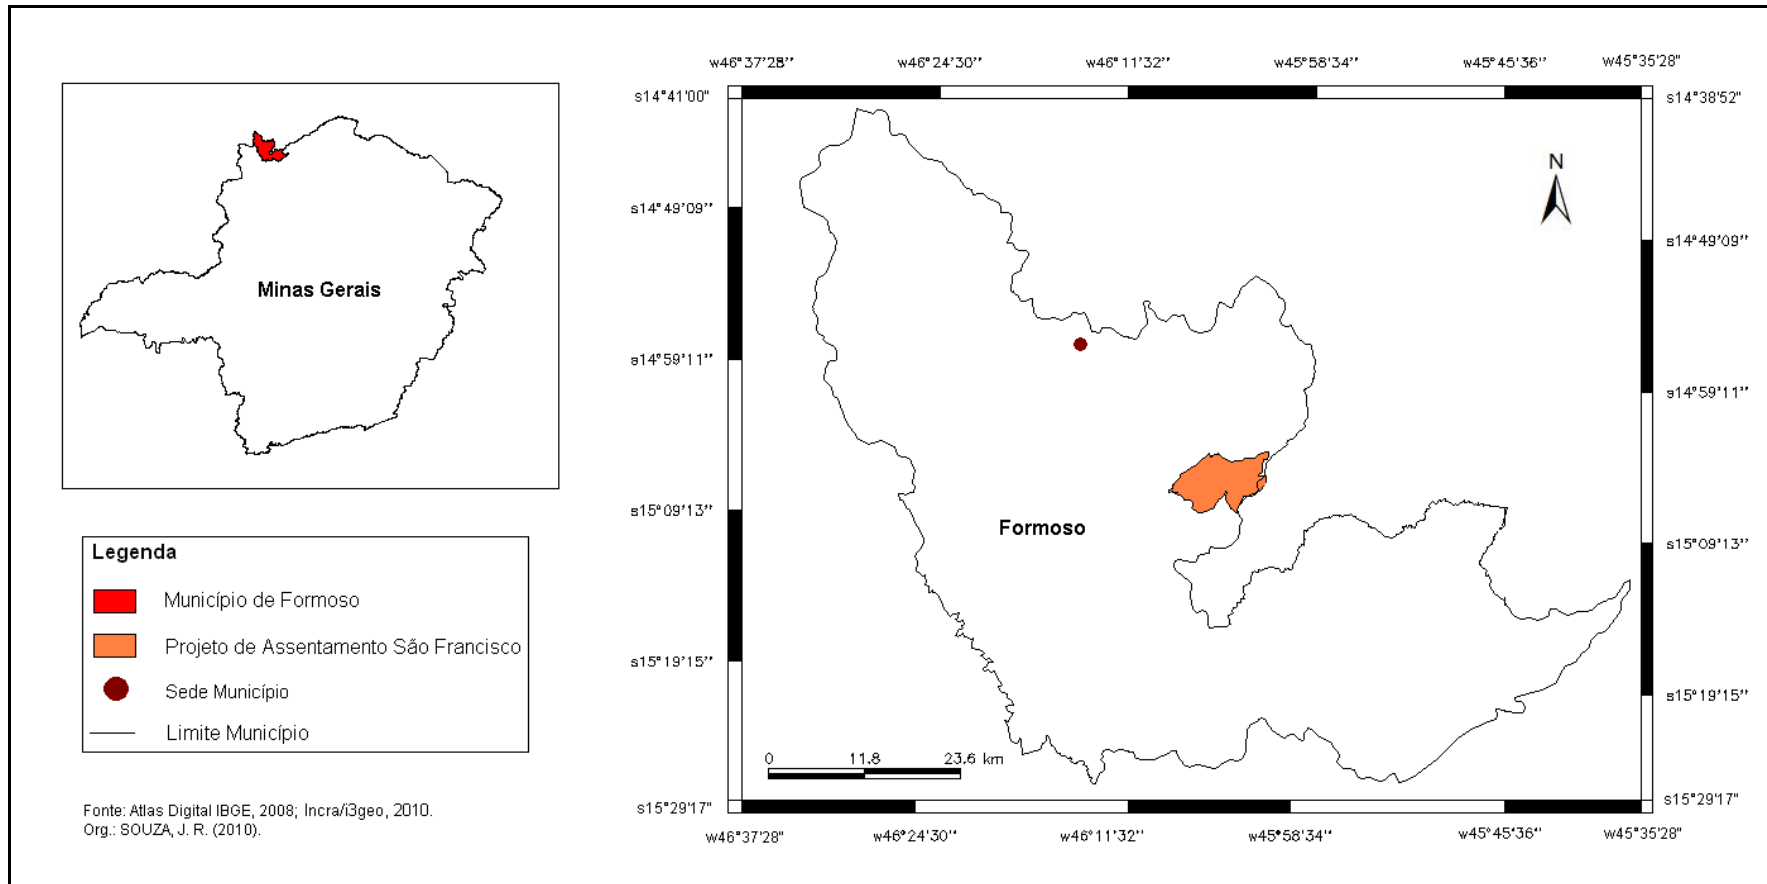 Minas Gerais
Legenda
Município de Formoso
Projeto de Assentamento São Francisco
Sede Município
Limite Município
Fonte: Atlas Digital IBGE, 2008; Incra/i3geo, 2010.
Org.: SOUZA, J. R. (2010).
w46°37'28'' w46°24'30'' w46°11'32'' w45°58'34'' w45°45'36'' w45°35'28''
s14°41'00'' s14°38'52''
N
s14°49'09'' s14°49'09''
s14°59'11'' s14°59'11''
s15°09'13'' s15°09'13''
Formoso
s15°19'15'' s15°19'15''
0 11.8 23.6 km
s15°29'17'' s15°29'17''
w46°37'28'' w46°24'30'' w46°11'32'' w45°58'34'' w45°45'36'' w45°35'28''